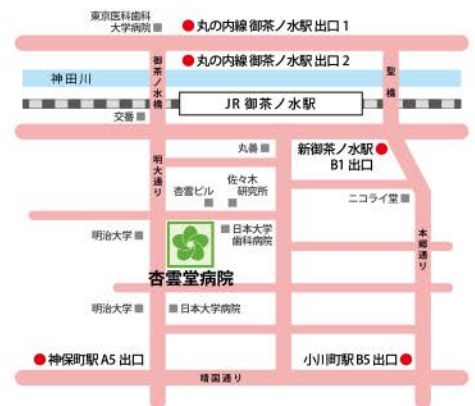 東京医科歯科
大学病院
丸の内線 御茶ノ水駅 出口 1
丸の内線 御茶ノ水駅 出口 2
御茶ノ水橋
聖橋
神田川
JR 御茶ノ水駅
交番
丸善
新御茶ノ水駅
B1 出口
明大通り
杏雲ビル
佐々木
研究所
ニコライ堂
明治大学
日本大学
歯科病院
本郷通り
杏雲堂病院
明治大学
日本大学病院
神保町駅 A5 出口
小川町駅 B5 出口
靖国通り